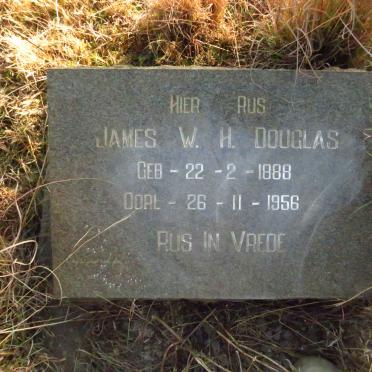 HIER RUS
JAMES W. H. DOUGLAS
GEB - 22 - 2 - 1888
OORL - 26 - 11 - 1956
RUS IN VREDE